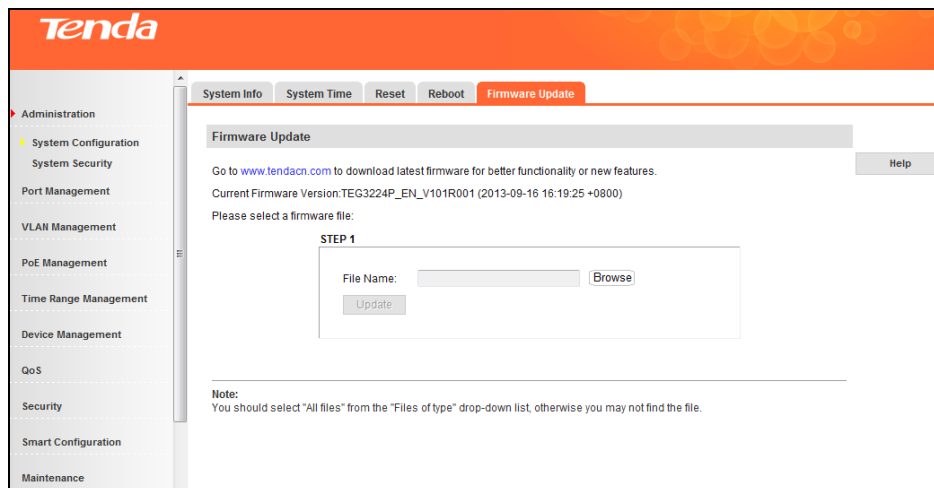 Tenda
System Info System Time Reset Reboot Firmware Update
Administration
System Configuration
System Security
Port Management
VLAN Management
PoE Management
Time Range Management
Device Management
QoS
Security
Smart Configuration
Maintenance
Firmware Update
Help
Go to www.tendacn.com to download latest firmware for better functionality or new features.
Current Firmware Version:TEG3224P_EN_V101R001 (2013-09-16 16:19:25 +0800)
Please select a firmware file:
STEP 1
File Name: Browse
Update
Note:
You should select "All files" from the "Files of type" drop-down list, otherwise you may not find the file.